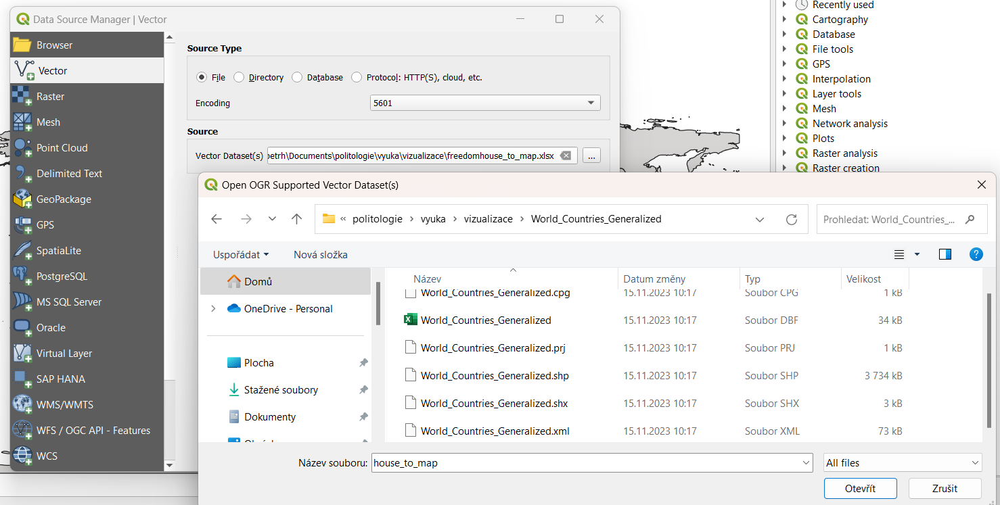 Data Source Manager | Vector
Browser
Vector
Raster
Mesh
Point Cloud
Delimited Text
GeoPackage
GPS
SpatiaLite
PostgreSQL
MS SQL Server
Oracle
Virtual Layer
SAP HANA
WMS/WMTS
WFS / OGC API - Features
WCS
Source Type
File Directory Database Protocol: HTTP(S), cloud, etc.
Encoding 5601
Source
Vector Dataset(s) petrh\Documents\politologie\vyuka\vizualizace\freedomhouse_to_map.xlsx ...
Recently used
Cartography
Database
File tools
GPS
Interpolation
Layer tools
Mesh
Network analysis
Plots
Raster analysis
Raster creation
Open OGR Supported Vector Dataset(s)
« politologie > vyuka > vizualizace > World_Countries_Generalized
Prohledat: World_Countries_...
Uspořádat Nová složka
Domů
OneDrive - Personal
Plocha
Stažené soubory
Dokumenty
Název Datum změny Typ Velikost
World_Countries_Generalized.cpg 15.11.2023 10:17 Soubor CPG 1 kB
World_Countries_Generalized 15.11.2023 10:17 Soubor DBF 34 kB
World_Countries_Generalized.prj 15.11.2023 10:17 Soubor PRJ 1 kB
World_Countries_Generalized.shp 15.11.2023 10:17 Soubor SHP 3 734 kB
World_Countries_Generalized.shx 15.11.2023 10:17 Soubor SHX 3 kB
World_Countries_Generalized.xml 15.11.2023 10:17 Soubor XML 73 kB
Název souboru: house_to_map All files
Otevřít Zrušit